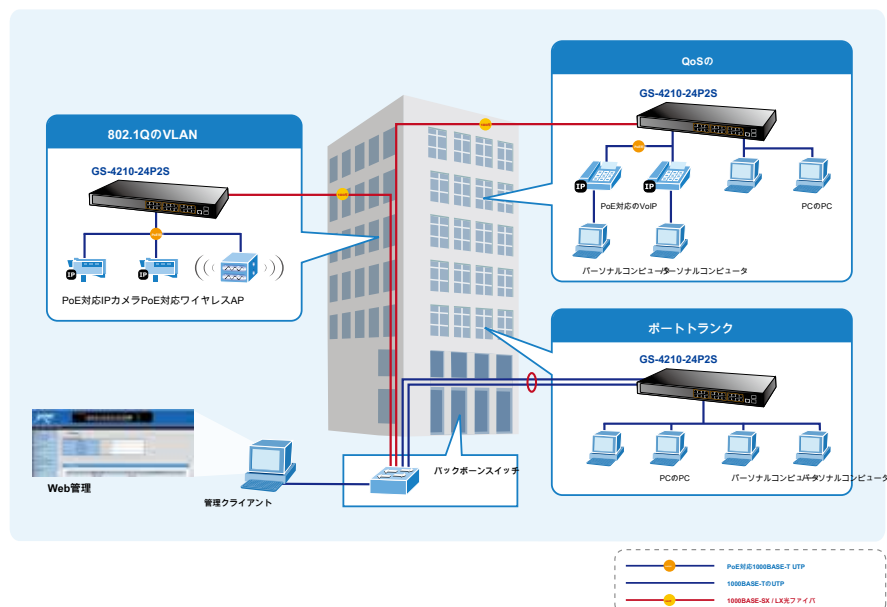 802.1QのVLAN
GS-4210-24P2S
IP
IP
PoE対応IPカメラPoE対応ワイヤレスAP
QoSの
GS-4210-24P2S
IP
IP
PoE対応のVoIP
PCのPC
パーソナルコンピュータ
パーソナルコンピュータ
ポートトランク
GS-4210-24P2S
PCのPC
パーソナルコンピュータ
パーソナルコンピュータ
バックボーンスイッチ
Web管理
管理クライアント
PoE対応1000BASE-T UTP
1000BASE-TのUTP
1000BASE-SX / LX光ファイバ